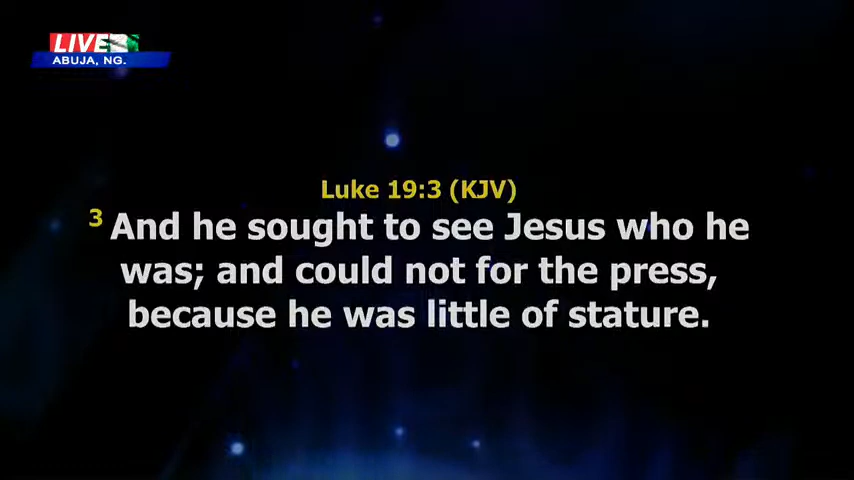 LIVE
ABUJA, NG.
Luke 19:3 (KJV)
3 And he sought to see Jesus who he
was; and could not for the press,
because he was little of stature.